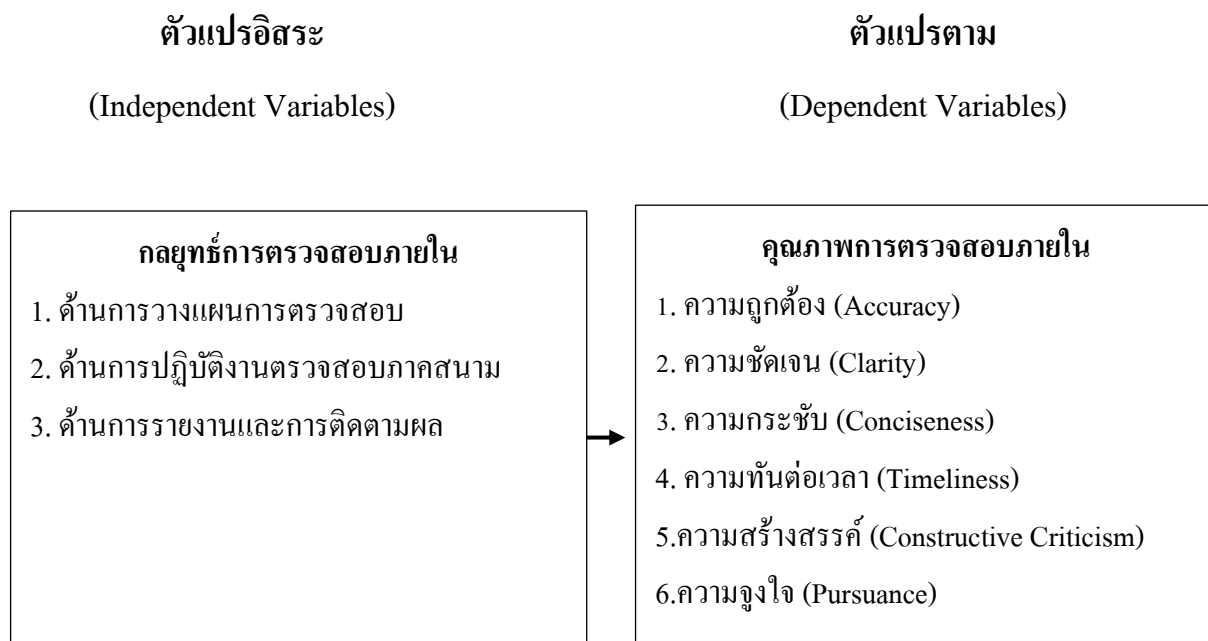 ตัวแปรอิสระ
(Independent Variables)
ตัวแปรตาม
(Dependent Variables)
กลยุทธ์การตรวจสอบภายใน
1. ด้านการวางแผนการตรวจสอบ
2. ด้านการปฏิบัติงานตรวจสอบภาคสนาม
3. ด้านการรายงานและการติดตามผล
คุณภาพการตรวจสอบภายใน
1. ความถูกต้อง (Accuracy)
2. ความชัดเจน (Clarity)
3. ความกระชับ (Conciseness)
4. ความทันต่อเวลา (Timeliness)
5.ความสร้างสรรค์ (Constructive Criticism)
6.ความจูงใจ (Pursuance)